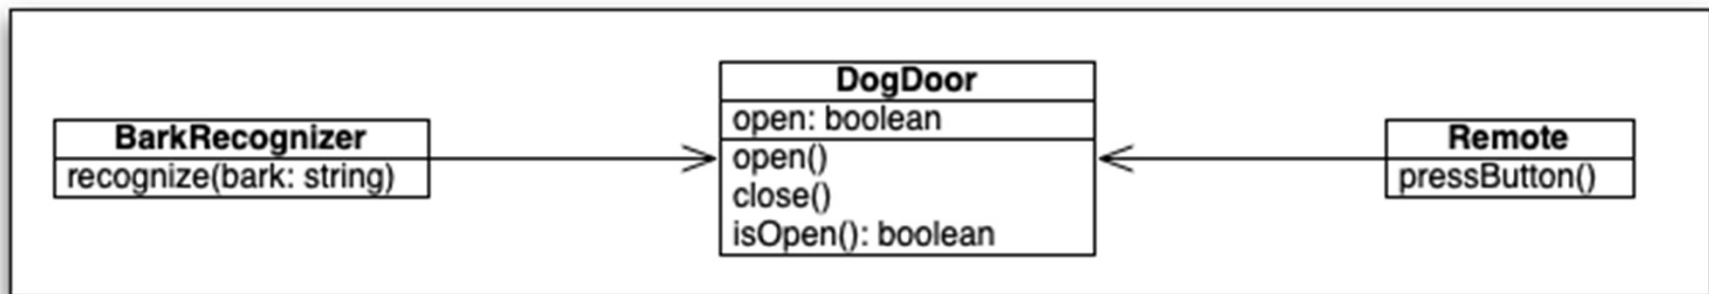 BarkRecognizer
recognize(bark: string)
DogDoor
open: boolean
open()
close()
isOpen(): boolean
Remote
pressButton()